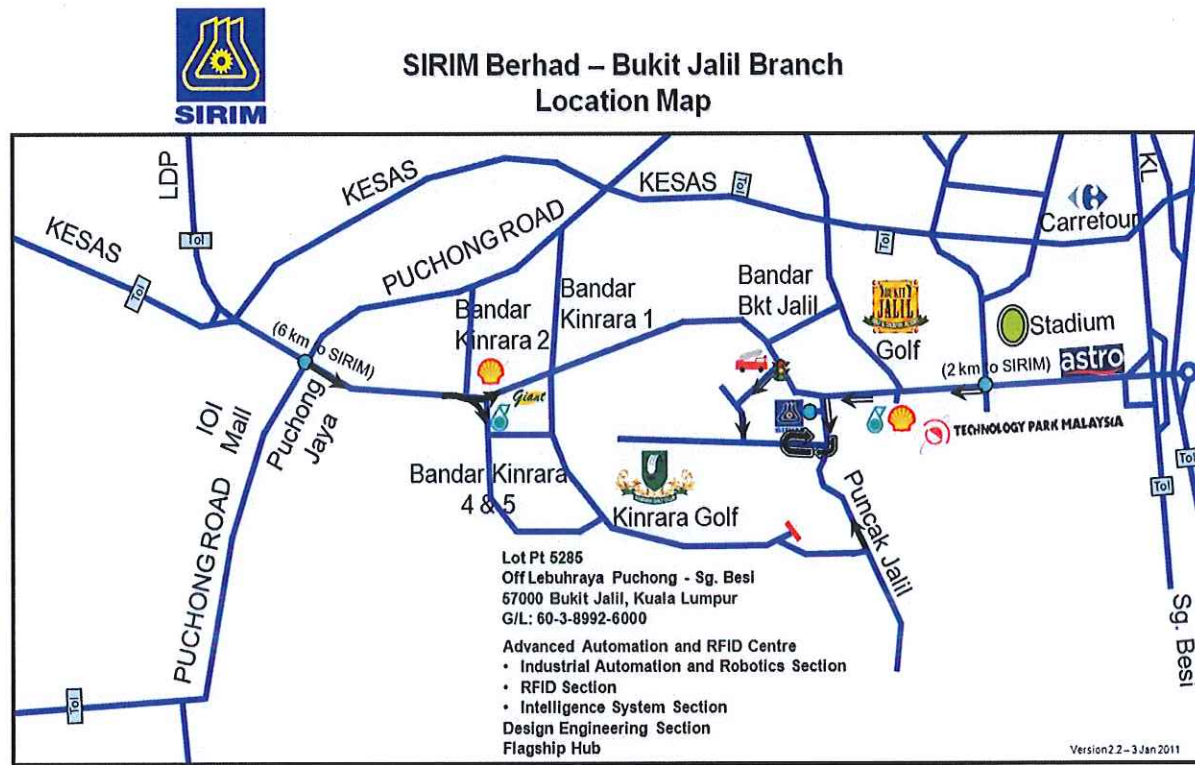 SIRIM
SIRIM Berhad – Bukit Jalil Branch
Location Map
LDP
KESAS
KESAS
KESAS
Tol
Tol
Tol
Tol
KL
Carrefour
PUCHONG ROAD
Bandar
Kinrara 2
Bandar
Kinrara 1
Bandar
Bkt Jalil
BUKIT
JALIL
Golf
Stadium
astro
(6 km to SIRIM)
(2 km to SIRIM)
Giant
TECHNOLOGY PARK MALAYSIA
IOI
Mall
Puchong
Jaya
Bandar Kinrara
4 & 5
Kinrara Golf
Puncak Jalil
Tol
Tol
Sg. Besi
PUCHONG ROAD
Tol
Lot Pt 5285
Off Lebuhraya Puchong - Sg. Besi
57000 Bukit Jalil, Kuala Lumpur
G/L: 60-3-8992-6000
Advanced Automation and RFID Centre
• Industrial Automation and Robotics Section
• RFID Section
• Intelligence System Section
Design Engineering Section
Flagship Hub
Version 2.2 – 3 Jan 2011